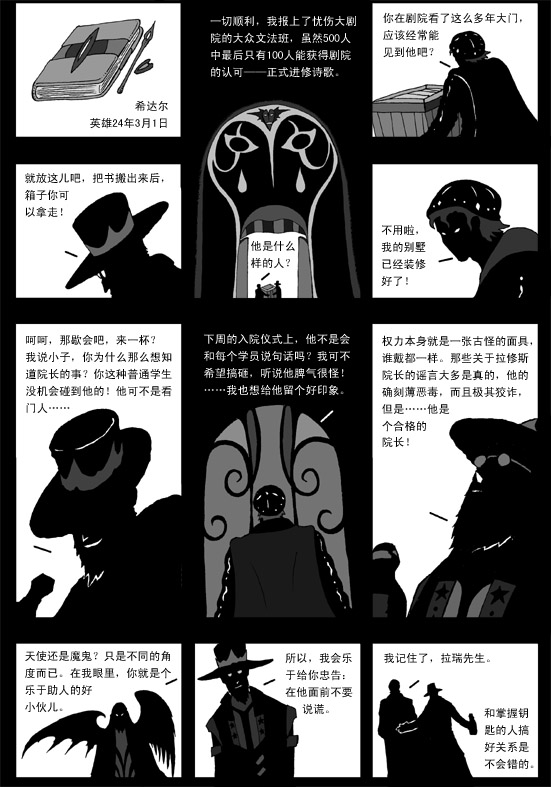 希达尔
英雄24年3月1日
一切顺利，我报上了忧伤大剧
院的大众文法班，虽然500人
中最后只有100人能获得剧院
的认可——正式进修诗歌。
你在剧院看了这么多年大门，
应该经常能
见到他吧？
就放这儿吧，把书搬出来后，
箱子你可
以拿走！
他是什么
样的人？
不用啦，
我的别墅
已经装修
好了！
呵呵，那歇会吧，来一杯？
我说小子，你为什么那么想知
道院长的事？你这种普通学生
没机会碰到他的！他可不是看
门人……
下周的入院仪式上，他不是会
和每个学员说句话吗？我可不
希望搞砸，听说他脾气很怪！
……我也想给他留个好印象。
权力本身就是一张古怪的面具，
谁戴都一样。那些关于拉修斯
院长的谣言大多是真的，他的
确刻薄恶毒，而且极其狡诈，
但是……他是
个合格的
院长！
天使还是魔鬼？只是不同的角
度而已。在我眼里，你就是个
乐于助人的好
小伙儿。
所以，我会乐
于给你忠告：
在他面前不要
说谎。
我记住了，拉瑞先生。
和掌握钥
匙的人搞
好关系是
不会错的。